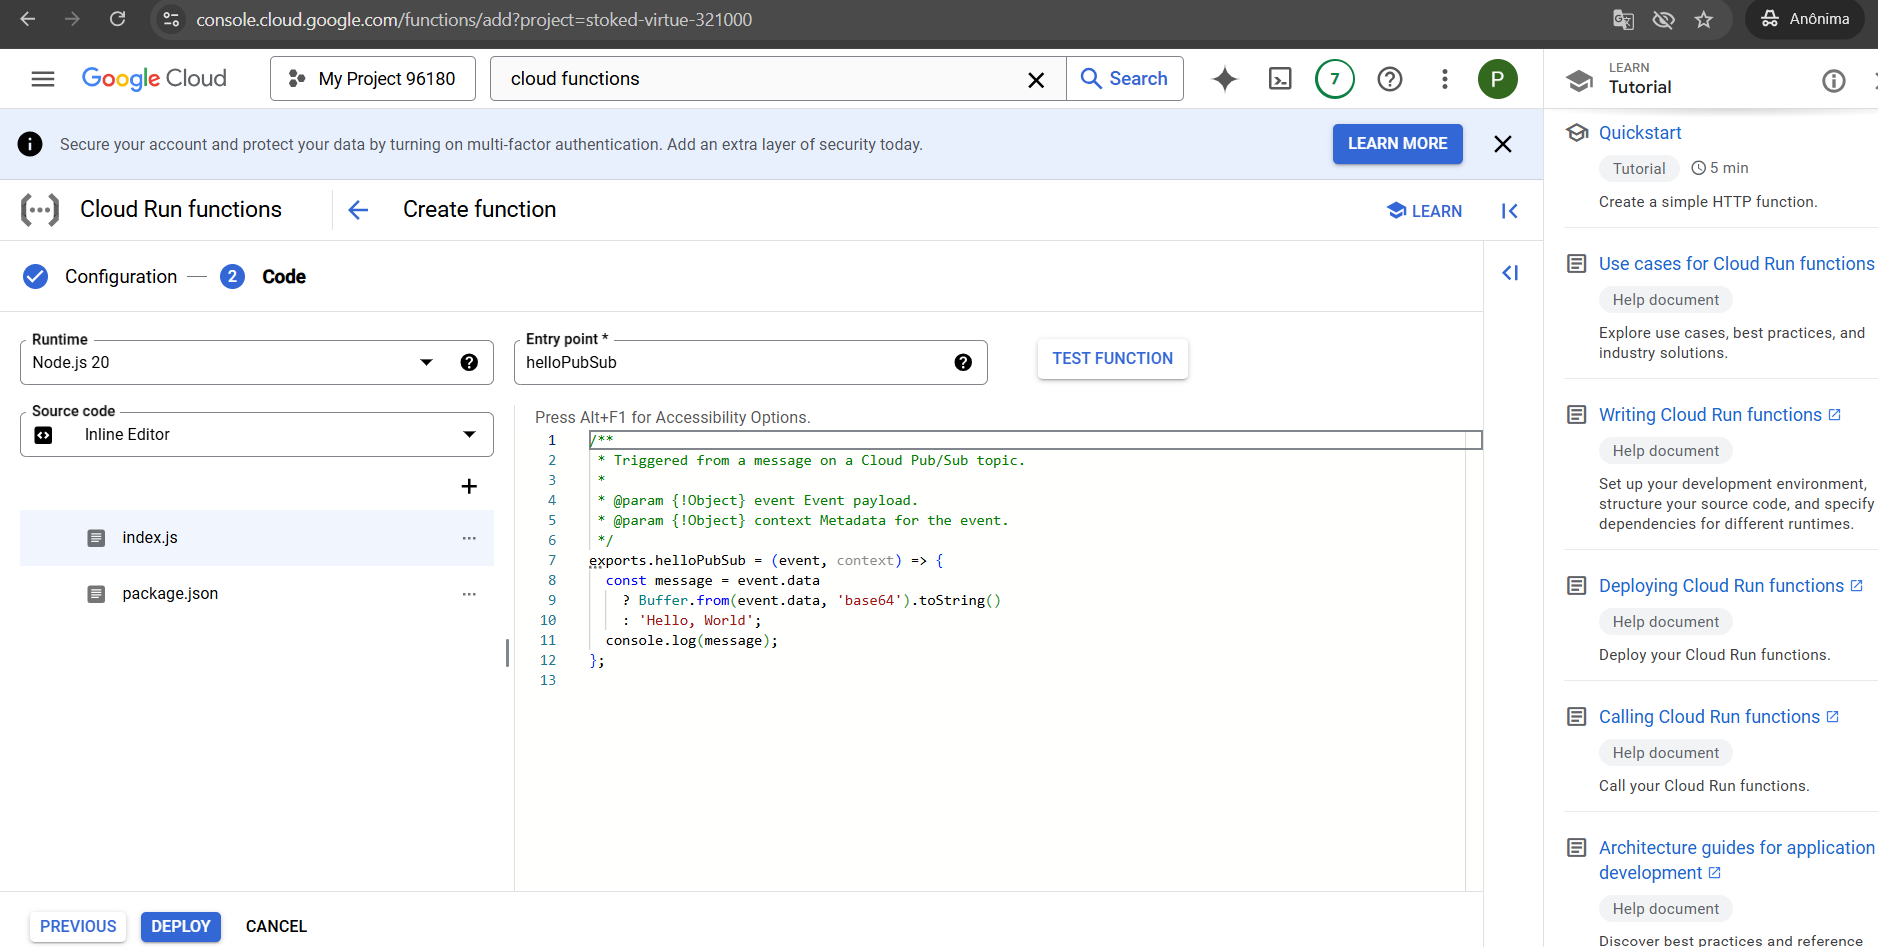 console.cloud.google.com/functions/add?project=stoked-virtue-321000
Anônima
Google Cloud
My Project 96180
cloud functions
Search
7
P
LEARN
Tutorial
Secure your account and protect your data by turning on multi-factor authentication. Add an extra layer of security today.
LEARN MORE
Cloud Run functions
Create function
LEARN
Configuration
2
Code
Runtime
Node.js 20
Entry point *
helloPubSub
TEST FUNCTION
Source code
Inline Editor
index.js
package.json
Press Alt+F1 for Accessibility Options.
1 /**
2 * Triggered from a message on a Cloud Pub/Sub topic.
3 *
4 * @param {!Object} event Event payload.
5 * @param {!Object} context Metadata for the event.
6 */
7 exports.helloPubSub = (event, context) => {
8 const message = event.data
9 ? Buffer.from(event.data, 'base64').toString()
10 : 'Hello, World';
11 console.log(message);
12 };
13
PREVIOUS
DEPLOY
CANCEL
Quickstart
Tutorial
5 min
Create a simple HTTP function.
Use cases for Cloud Run functions
Help document
Explore use cases, best practices, and
industry solutions.
Writing Cloud Run functions
Help document
Set up your development environment,
structure your source code, and specify
dependencies for different runtimes.
Deploying Cloud Run functions
Help document
Deploy your Cloud Run functions.
Calling Cloud Run functions
Help document
Call your Cloud Run functions.
Architecture guides for application
development
Help document
Discover best practices and reference